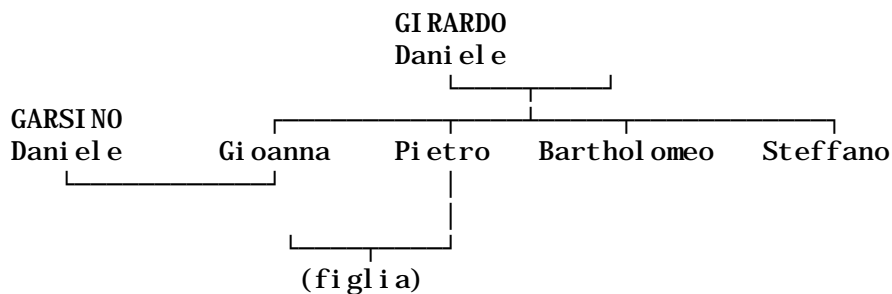 GIRARDO
Daniele
GARSINO
Daniele Gioanna Pietro Bartholomeo Steffano
(figlia)